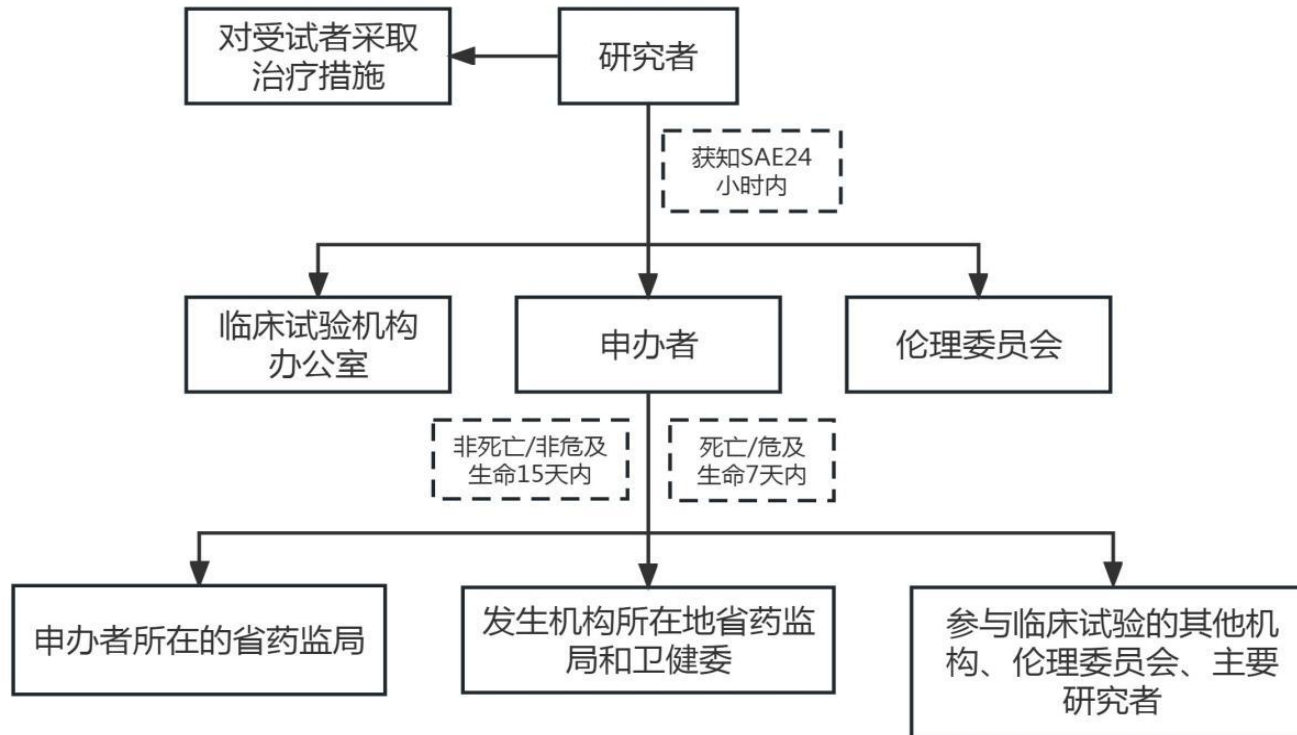 对受试者采取
治疗措施
研究者
获知SAE24
小时内
临床试验机构
办公室
申办者
伦理委员会
非死亡/非危及
生命15天内
死亡/危及
生命7天内
申办者所在的省药监局
发生机构所在地省药监
局和卫健委
参与临床试验的其他机
构、伦理委员会、主要
研究者